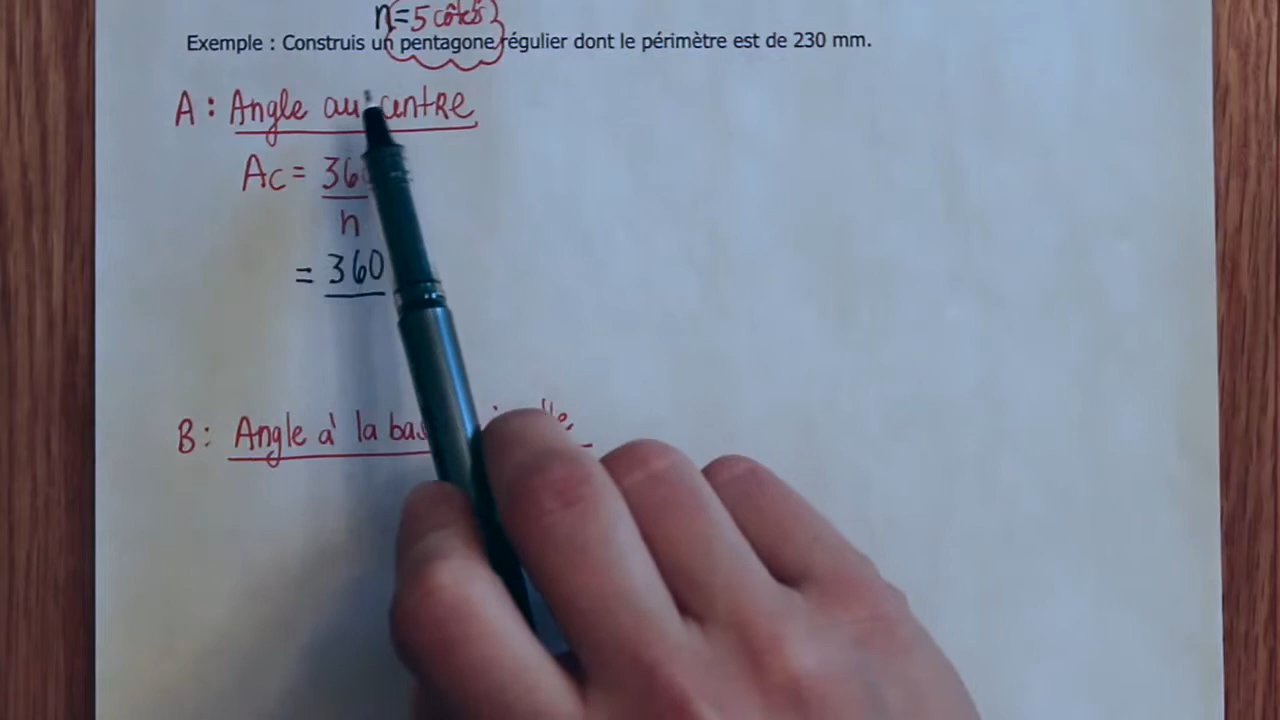 n=5 côtés
Exemple : Construis un pentagone régulier dont le périmètre est de 230 mm.
A : Angle au centre
Ac = 360
n
= 360
B : Angle à la